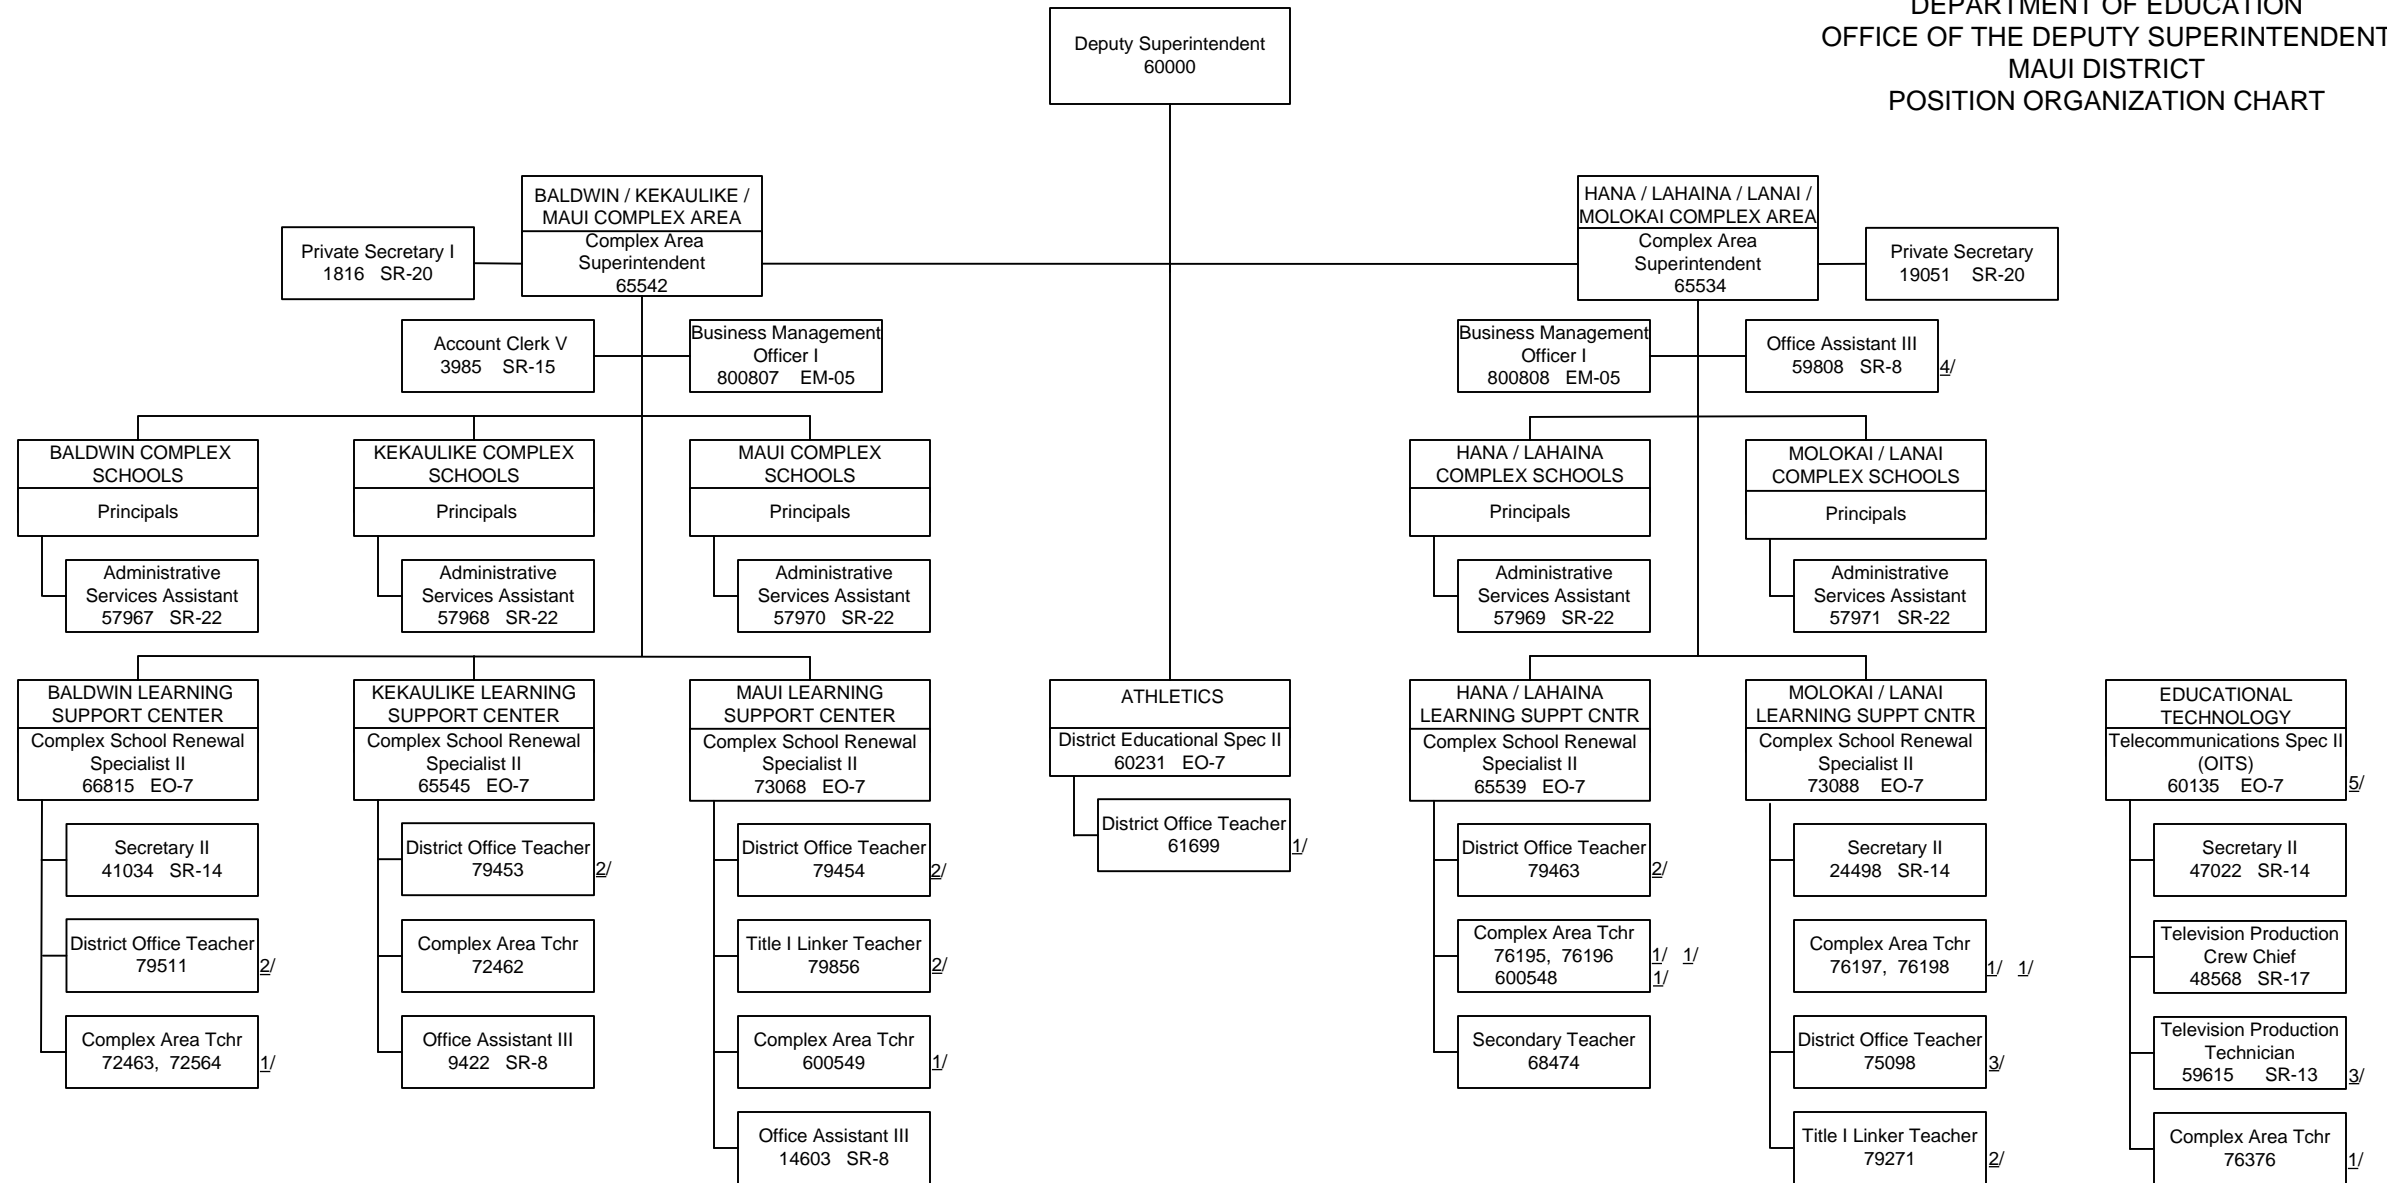 DEPARTMENT OF EDUCATION
OFFICE OF THE DEPUTY SUPERINTENDENT
MAUI DISTRICT
POSITION ORGANIZATION CHART
Deputy Superintendent
60000
BALDWIN / KEKAULIKE /
MAUI COMPLEX AREA
Complex Area
Superintendent
65542
Private Secretary I
1816 SR-20
Account Clerk V
3985 SR-15
Business Management
Officer I
800807 EM-05
HANA / LAHAINA / LANAI /
MOLOKAI COMPLEX AREA
Complex Area
Superintendent
65534
Private Secretary
19051 SR-20
Business Management
Officer I
800808 EM-05
Office Assistant III
59808 SR-8 4/
BALDWIN COMPLEX
SCHOOLS
Principals
Administrative
Services Assistant
57967 SR-22
KEKAULIKE COMPLEX
SCHOOLS
Principals
Administrative
Services Assistant
57968 SR-22
MAUI COMPLEX
SCHOOLS
Principals
Administrative
Services Assistant
57970 SR-22
HANA / LAHAINA
COMPLEX SCHOOLS
Principals
Administrative
Services Assistant
57969 SR-22
MOLOKAI / LANAI
COMPLEX SCHOOLS
Principals
Administrative
Services Assistant
57971 SR-22
BALDWIN LEARNING
SUPPORT CENTER
Complex School Renewal
Specialist II
66815 EO-7
Secretary II
41034 SR-14
District Office Teacher
79511 2/
Complex Area Tchr
72463, 72564 1/
KEKAULIKE LEARNING
SUPPORT CENTER
Complex School Renewal
Specialist II
65545 EO-7
District Office Teacher
79453 2/
Complex Area Tchr
72462
Office Assistant III
9422 SR-8
MAUI LEARNING
SUPPORT CENTER
Complex School Renewal
Specialist II
73068 EO-7
District Office Teacher
79454 2/
Title I Linker Teacher
79856 2/
Complex Area Tchr
600549 1/
Office Assistant III
14603 SR-8
ATHLETICS
District Educational Spec II
60231 EO-7
District Office Teacher
61699 1/
HANA / LAHAINA
LEARNING SUPPT CNTR
Complex School Renewal
Specialist II
65539 EO-7
District Office Teacher
79463 2/
Complex Area Tchr
76195, 76196 1/ 1/
600548 1/
Secondary Teacher
68474
MOLOKAI / LANAI
LEARNING SUPPT CNTR
Complex School Renewal
Specialist II
73088 EO-7
Secretary II
24498 SR-14
Complex Area Tchr
76197, 76198 1/ 1/
District Office Teacher
75098 3/
Title I Linker Teacher
79271 2/
EDUCATIONAL
TECHNOLOGY
Telecommunications Spec II
(OITS)
60135 EO-7 5/
Secretary II
47022 SR-14
Television Production
Crew Chief
48568 SR-17
Television Production
Technician
59615 SR-13 3/
Complex Area Tchr
76376 1/